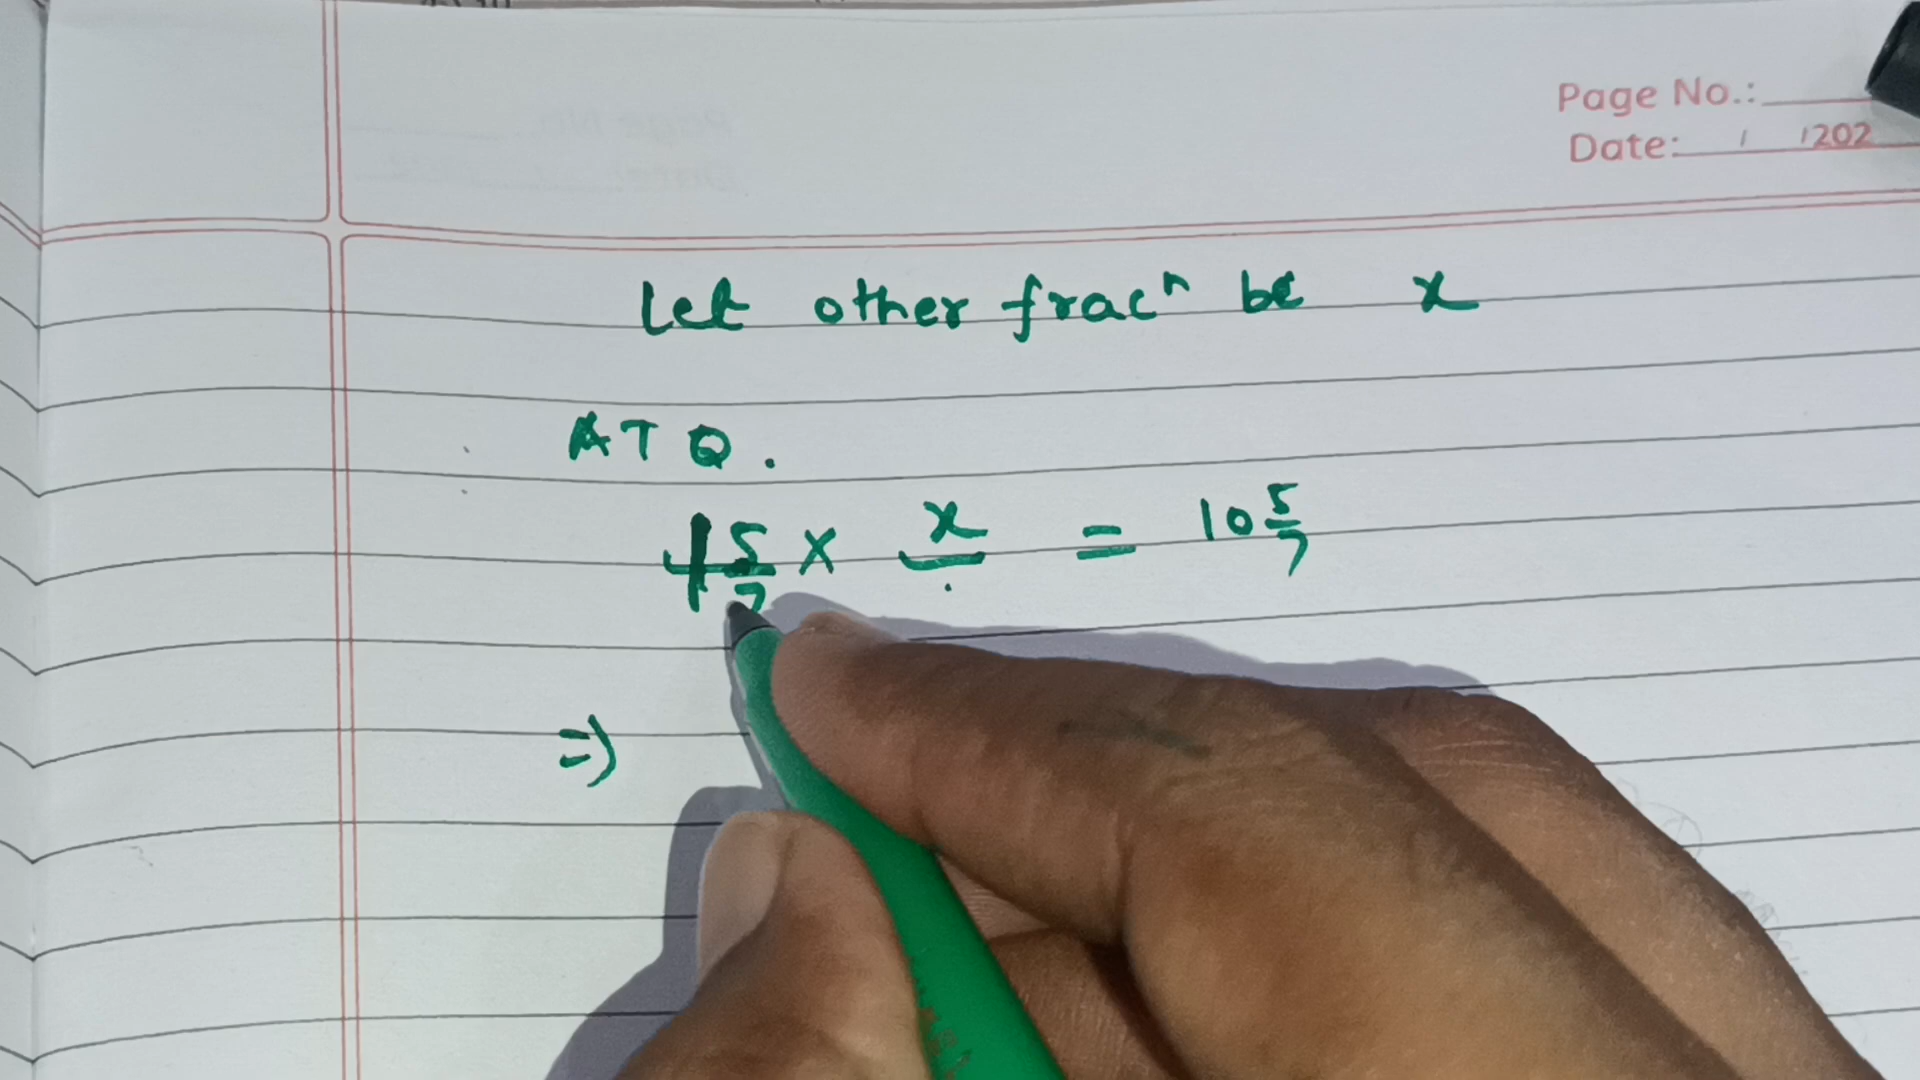 Page No.:
Date: / /202
Let other fracⁿ be x
ATQ.
1 5/7 × x = 10 5/7
=)